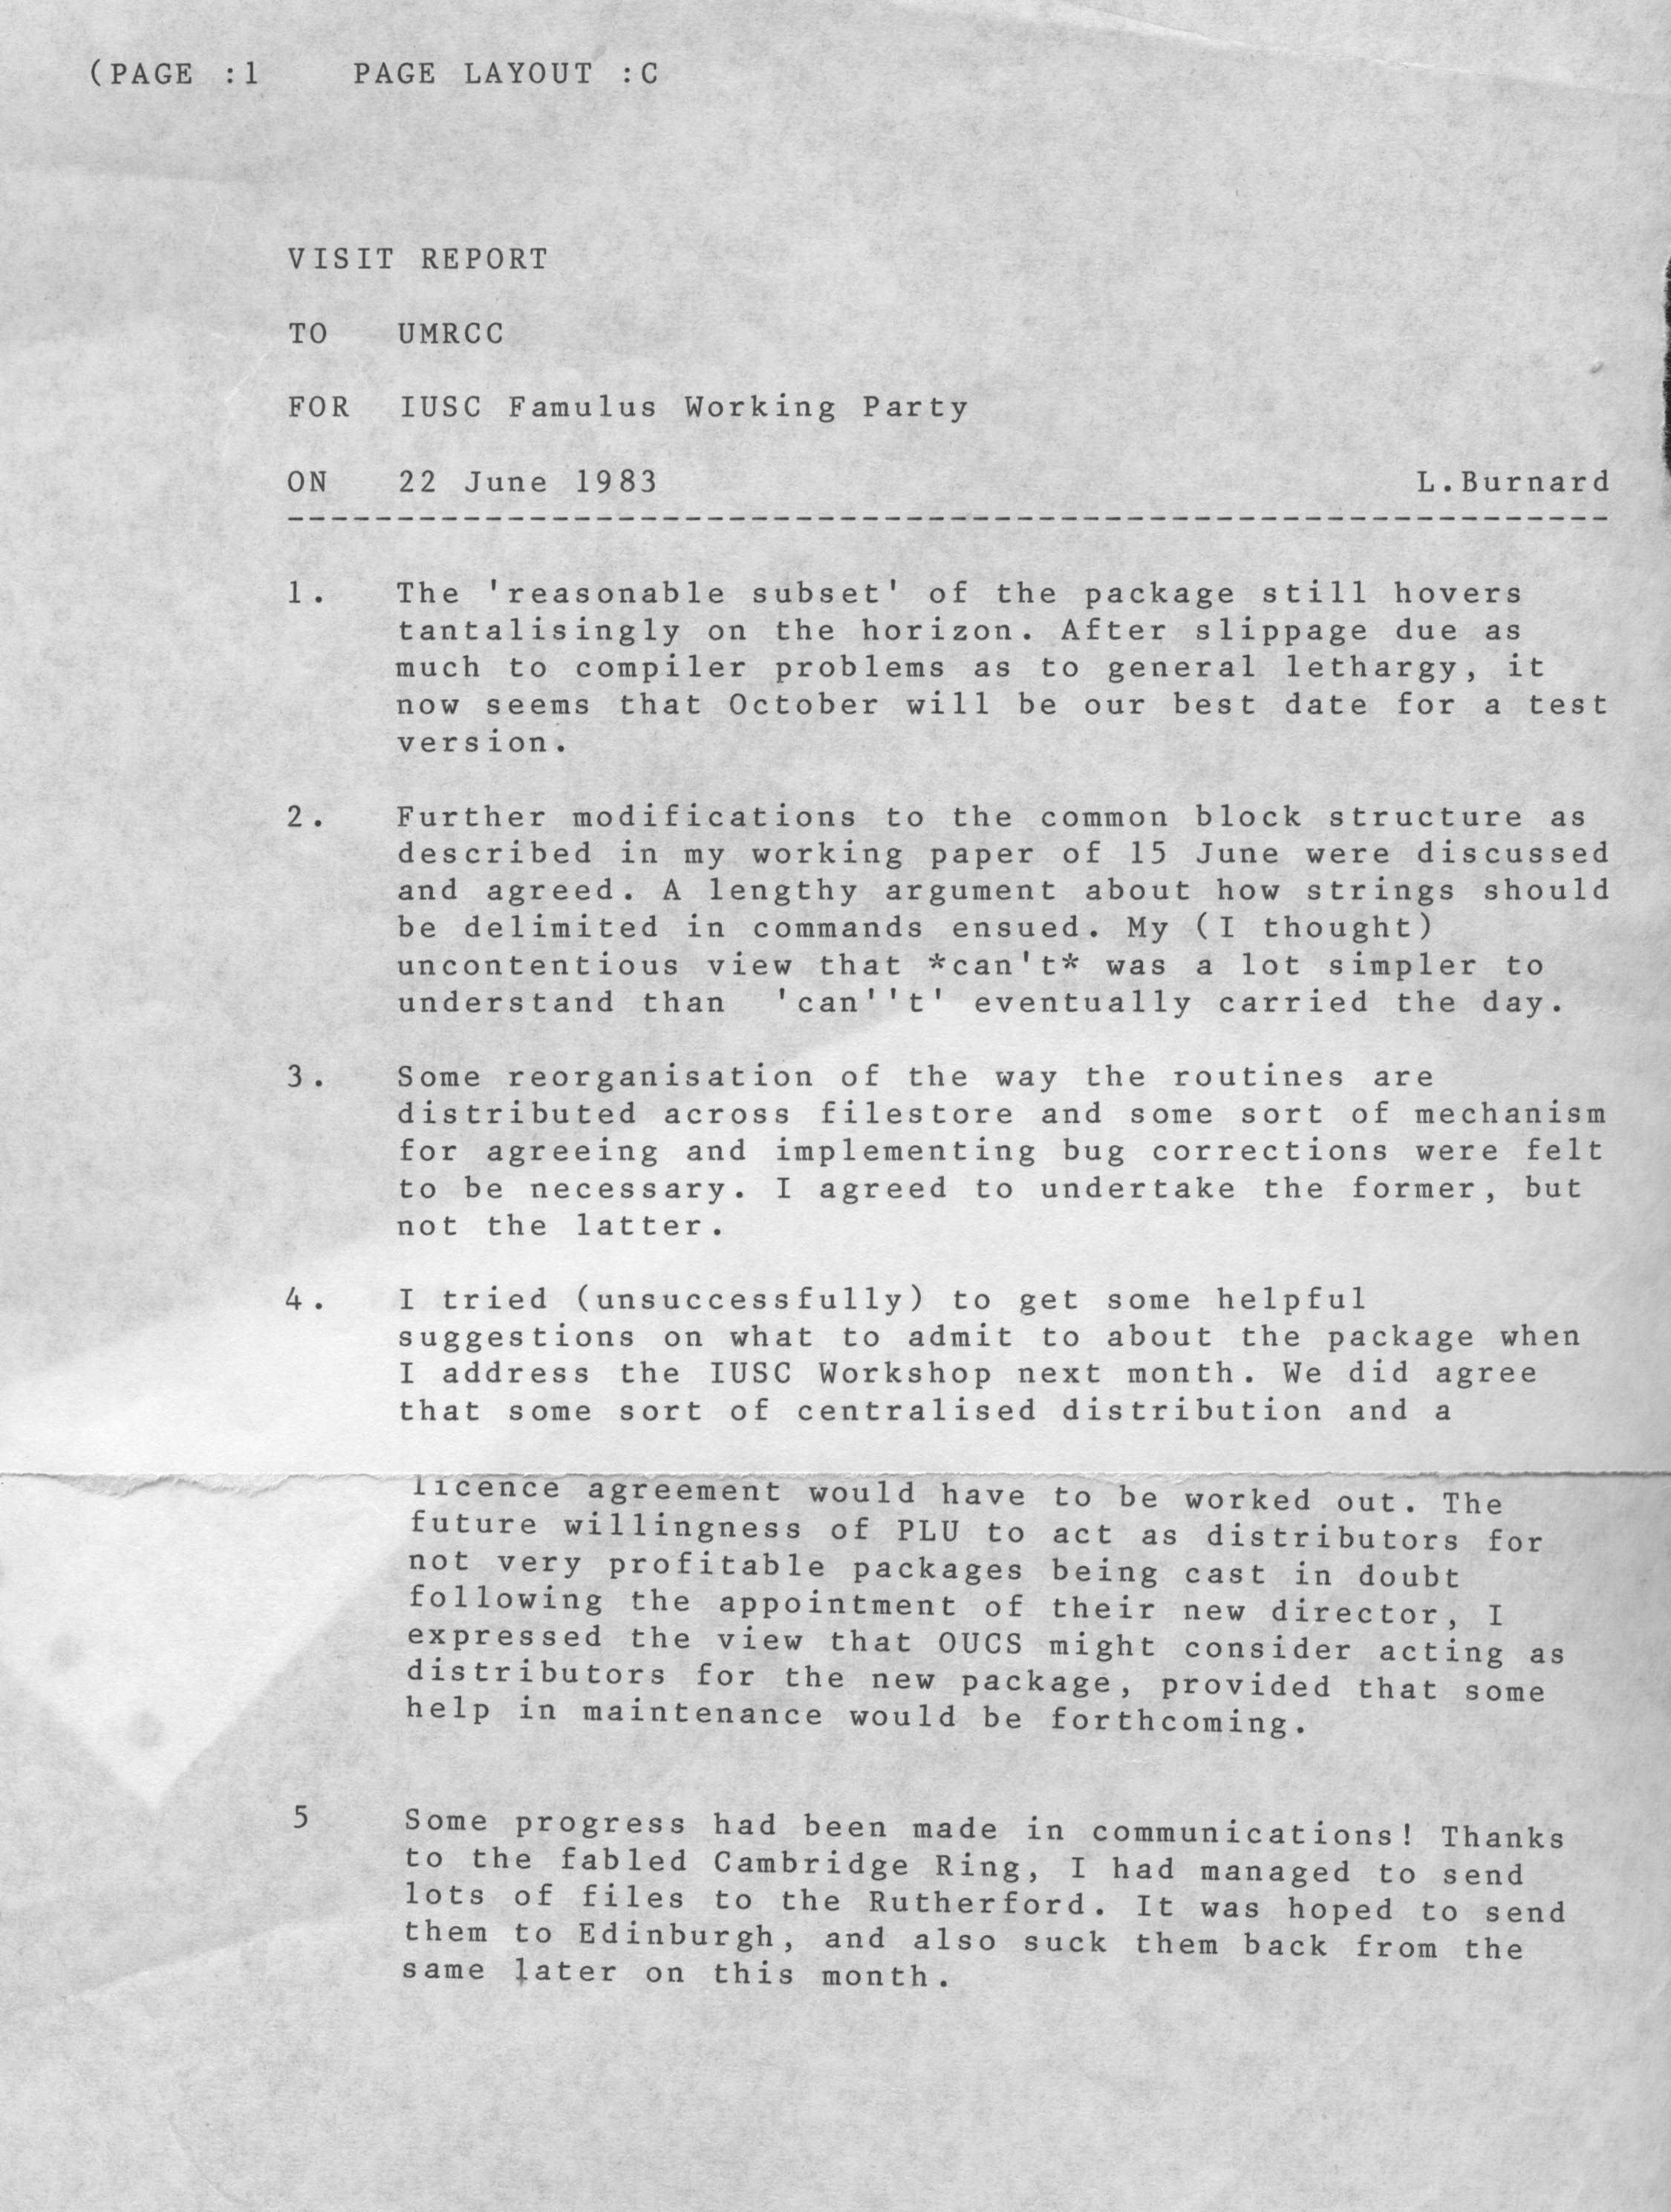 (PAGE :1 PAGE LAYOUT :C
VISIT REPORT
TO UMRCC
FOR IUSC Famulus Working Party
ON 22 June 1983 L.Burnard
------------------------------------------------------------
1. The 'reasonable subset' of the package still hovers
tantalisingly on the horizon. After slippage due as
much to compiler problems as to general lethargy, it
now seems that October will be our best date for a test
version.
2. Further modifications to the common block structure as
described in my working paper of 15 June were discussed
and agreed. A lengthy argument about how strings should
be delimited in commands ensued. My (I thought)
uncontentious view that *can't* was a lot simpler to
understand than 'can''t' eventually carried the day.
3. Some reorganisation of the way the routines are
distributed across filestore and some sort of mechanism
for agreeing and implementing bug corrections were felt
to be necessary. I agreed to undertake the former, but
not the latter.
4. I tried (unsuccessfully) to get some helpful
suggestions on what to admit to about the package when
I address the IUSC Workshop next month. We did agree
that some sort of centralised distribution and a
licence agreement would have to be worked out. The
future willingness of PLU to act as distributors for
not very profitable packages being cast in doubt
following the appointment of their new director, I
expressed the view that OUCS might consider acting as
distributors for the new package, provided that some
help in maintenance would be forthcoming.
5 Some progress had been made in communications! Thanks
to the fabled Cambridge Ring, I had managed to send
lots of files to the Rutherford. It was hoped to send
them to Edinburgh, and also suck them back from the
same later on this month.